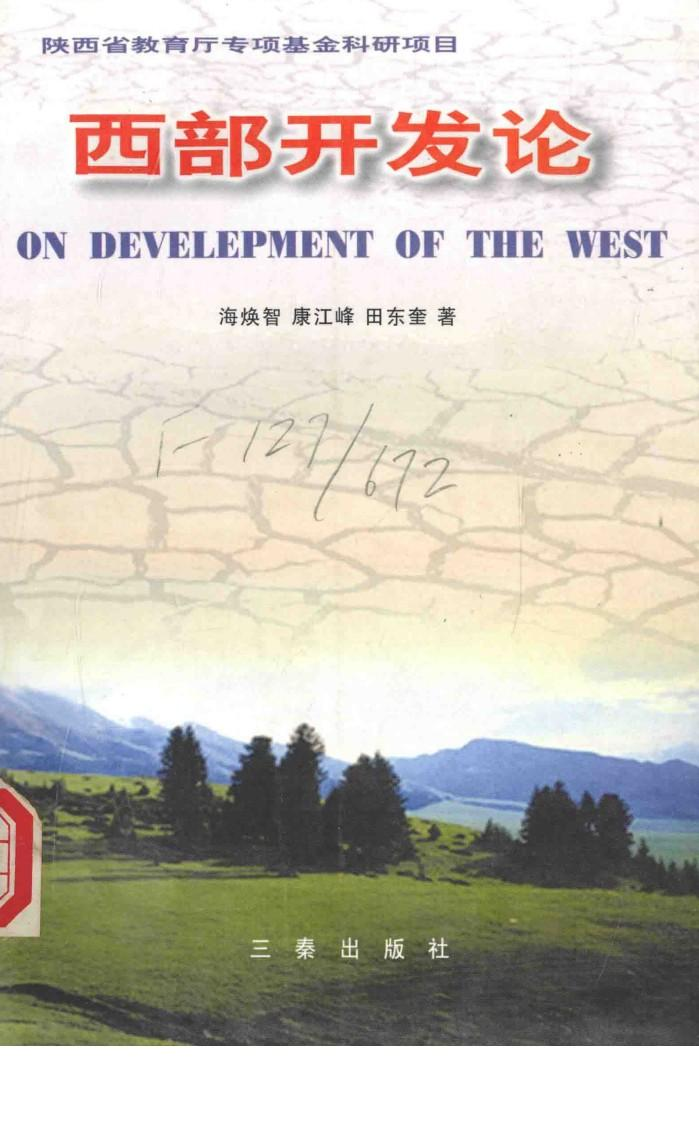 陕西省教育厅专项基金科研项目
西部开发论
ON DEVELEPMENT OF THE WEST
海焕智 康江峰 田东奎 著
F-127/672
三秦出版社